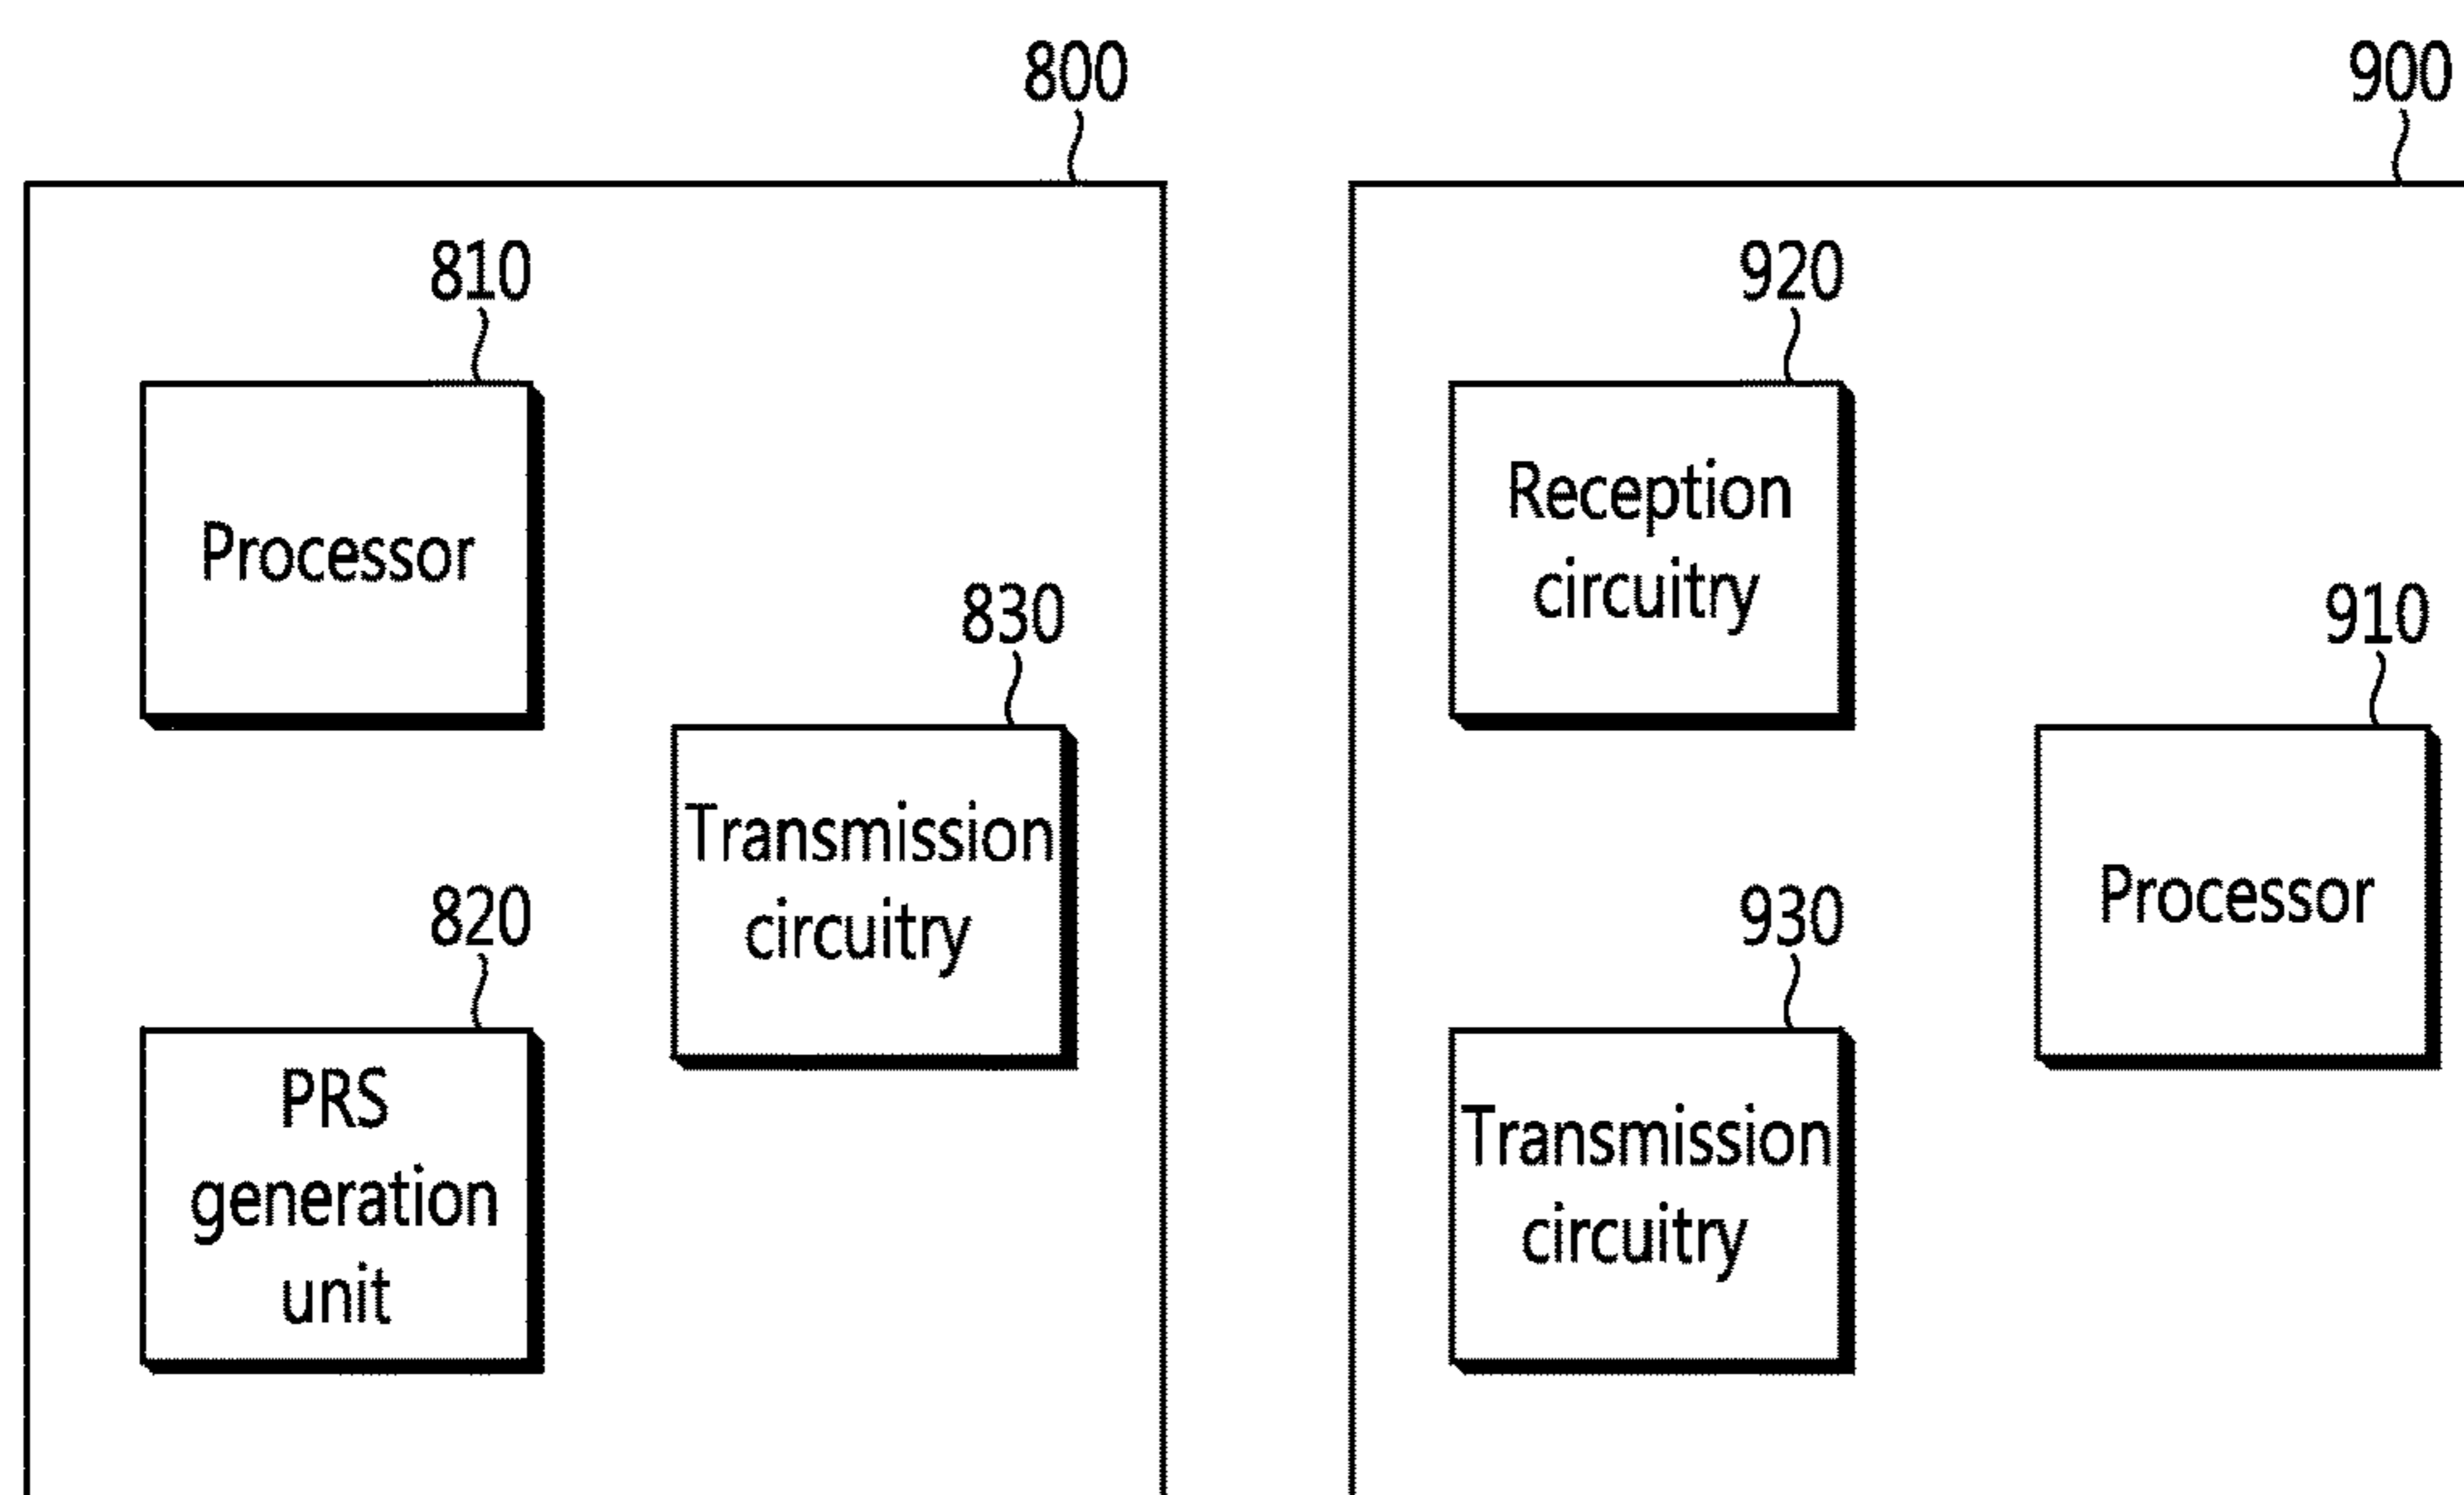 800
810
Processor
830
Transmission
circuitry
820
PRS
generation
unit
900
920
Reception
circuitry
910
Processor
930
Transmission
circuitry